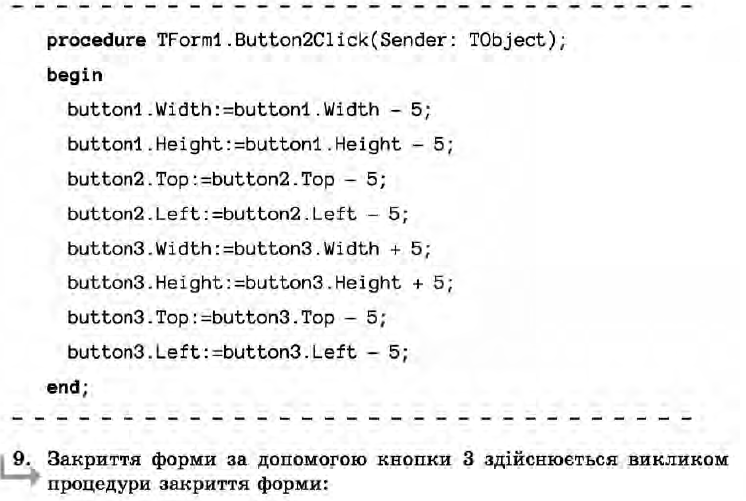 procedure TForm1.Button2Click(Sender: TObject);
begin
button1.Width:=button1.Width – 5;
button1.Height:=button1.Height – 5;
button2.Top:=button2.Top – 5;
button2.Left:=button2.Left – 5;
button3.Width:=button3.Width + 5;
button3.Height:=button3.Height + 5;
button3.Top:=button3.Top – 5;
button3.Left:=button3.Left – 5;
end;
9. Закриття форми за допомогою кнопки 3 здійснюється викликом
процедури закриття форми: